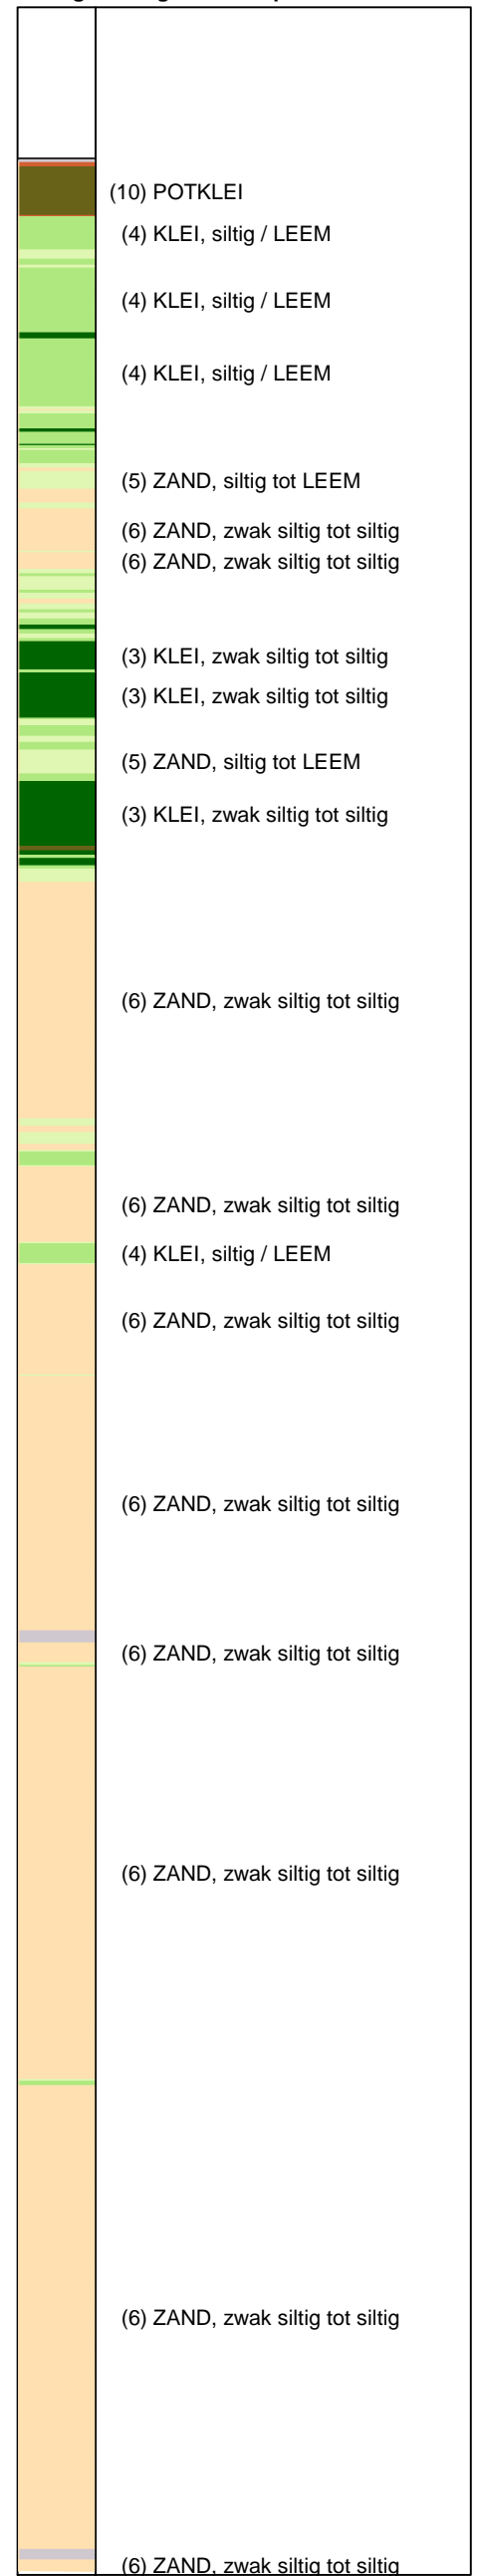 (10) POTKLEI
(4) KLEI, siltig / LEEM
(4) KLEI, siltig / LEEM
(4) KLEI, siltig / LEEM
(5) ZAND, siltig tot LEEM
(6) ZAND, zwak siltig tot siltig
(6) ZAND, zwak siltig tot siltig
(3) KLEI, zwak siltig tot siltig
(3) KLEI, zwak siltig tot siltig
(5) ZAND, siltig tot LEEM
(3) KLEI, zwak siltig tot siltig
(6) ZAND, zwak siltig tot siltig
(6) ZAND, zwak siltig tot siltig
(4) KLEI, siltig / LEEM
(6) ZAND, zwak siltig tot siltig
(6) ZAND, zwak siltig tot siltig
(6) ZAND, zwak siltig tot siltig
(6) ZAND, zwak siltig tot siltig
(6) ZAND, zwak siltig tot siltig
(6) ZAND, zwak siltig tot siltig